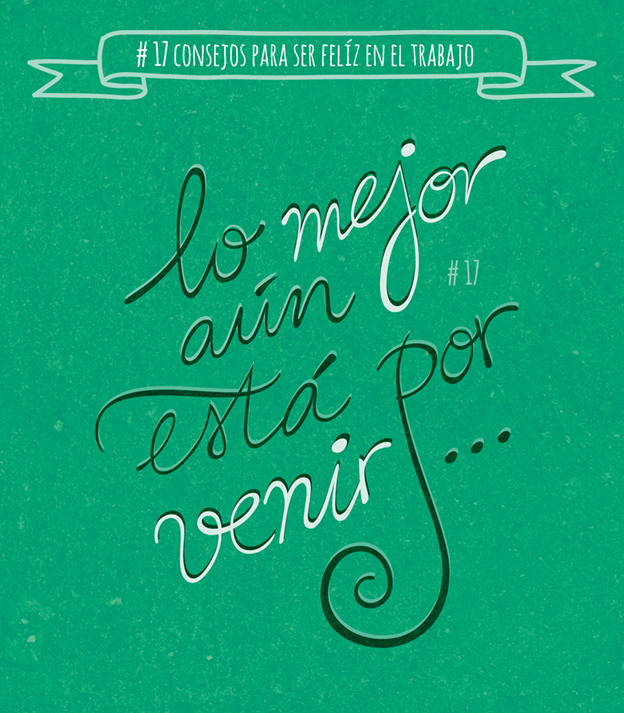 # 17 CONSEJOS PARA SER FELÍZ EN EL TRABAJO
lo mejor
# 17
aún
está por
venir...